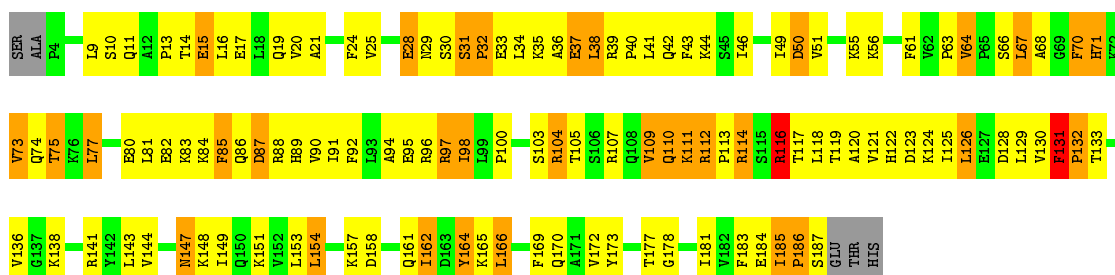 SER ALA P4 L9 S10 Q11 A12 P13 T14 E15 L16 E17 L18 Q19 V20 A21 F24 V25 E28 N29 S30 S31 P32 E33 L34 K35 A36 E37 L38 R39 P40 L41 Q42 F43 K44 S45 I46 I49 D50 V51 K55 K56 F61 V62 P63 V64 P65 S66 L67 A68 G69 F70 H71 K72
V73 Q74 T75 K76 L77 E80 L81 E82 K83 K84 F85 Q86 D87 R88 H89 V90 I91 F92 L93 A94 E95 R96 R97 I98 L99 P100 S103 R104 T105 S106 R107 Q108 V109 Q110 K111 R112 P113 R114 S115 R116 T117 L118 T119 A120 V121 H122 D123 K124 I125 L126 E127 D128 L129 V130 F131 P132 T133
V136 G137 K138 R141 Y142 L143 V144 N147 K148 I149 Q150 K151 V152 L153 L154 K157 D158 Q161 I162 D163 Y164 K165 L166 F169 Q170 A171 V172 Y173 T177 G178 I181 V182 F183 E184 I185 P186 S187 GLU THR HIS